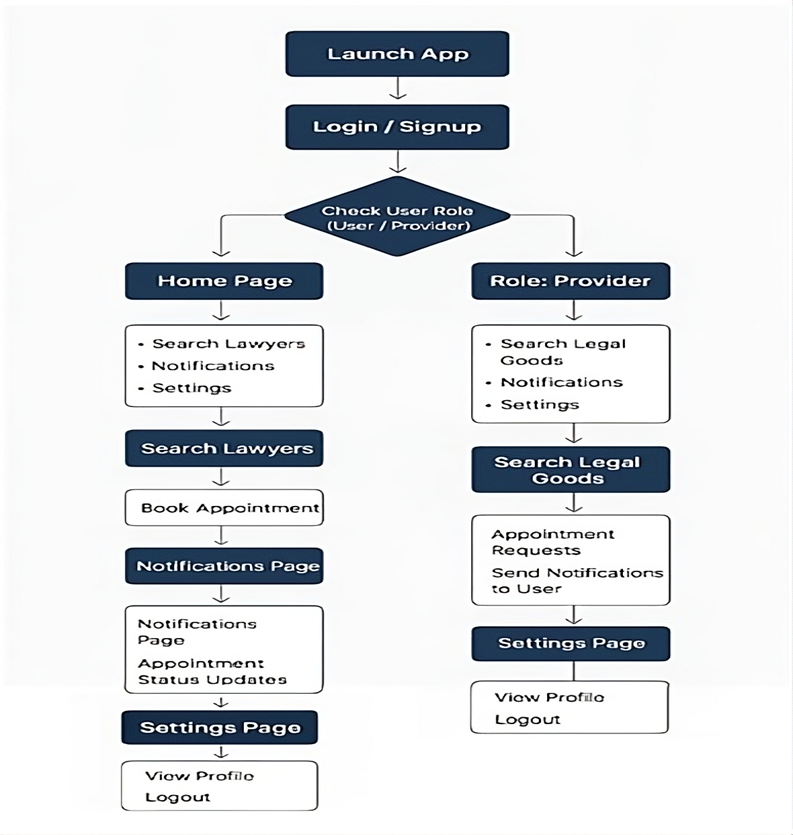 Launch App
Login / Signup
Check User Role
(User / Provider)
Home Page
• Search Lawyers
• Notifications
• Settings
Search Lawyers
Book Appointment
Notifications Page
Notifications
Page
Appointment
Status Updates
Settings Page
View Profile
Logout
Role: Provider
• Search Legal
Goods
• Notifications
• Settings
Search Legal
Goods
Appointment
Requests
Send Notifications
to User
Settings Page
View Profile
Logout